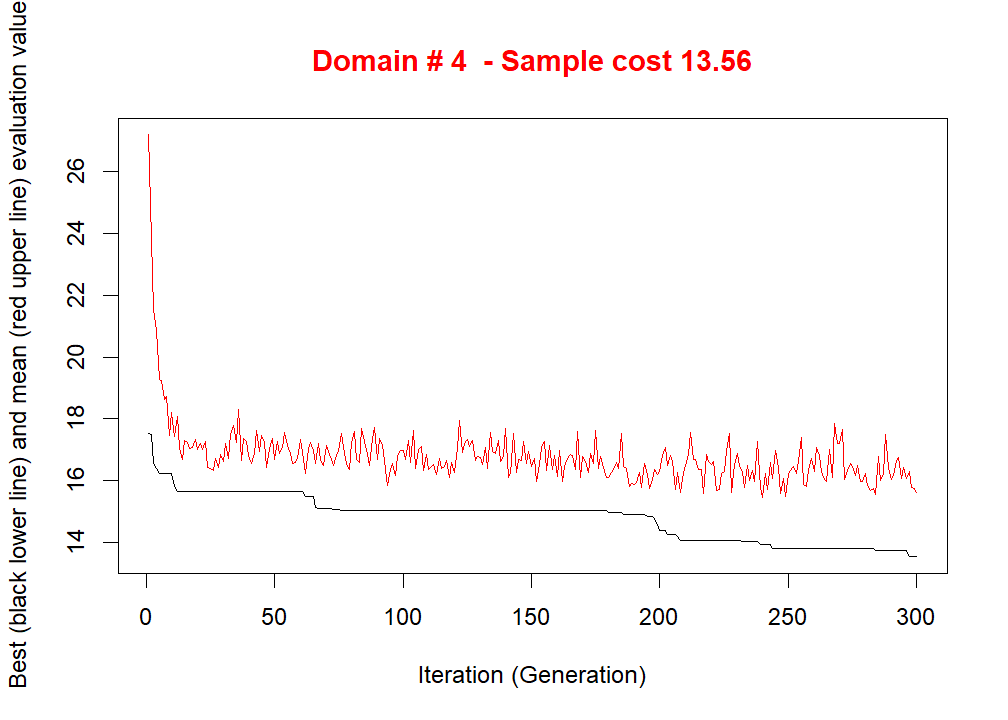 Domain # 4  - Sample cost 13.56
Best (black lower line) and mean (red upper line) evaluation value
26
24
22
20
18
16
14
0 50 100 150 200 250 300
Iteration (Generation)